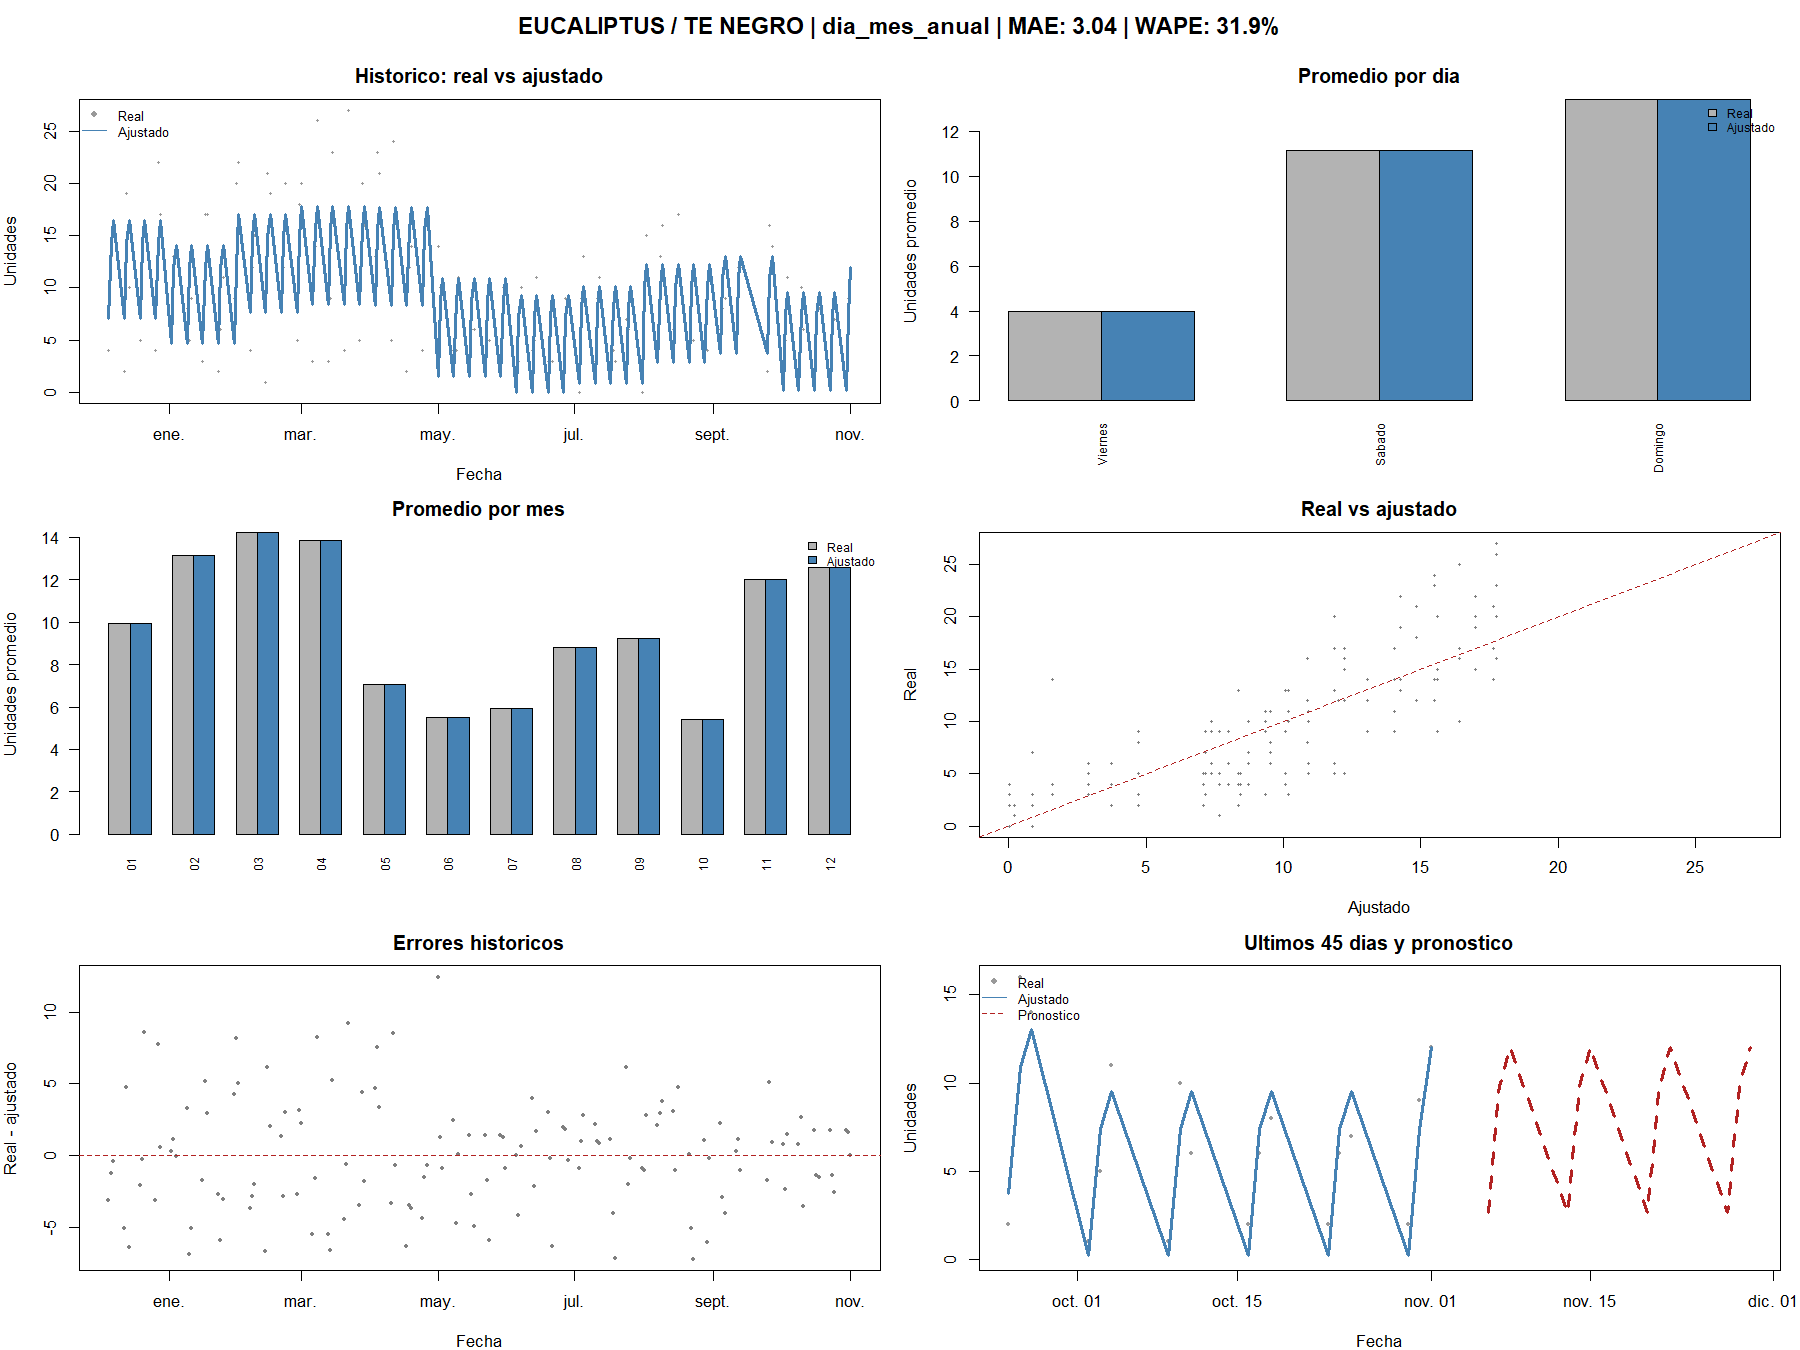 EUCALIPTUS / TE NEGRO | dia_mes_anual | MAE: 3.04 | WAPE: 31.9%
Historico: real vs ajustado
Real
Ajustado
Unidades
0 5 10 15 20 25
ene. mar. may. jul. sept. nov.
Fecha
Promedio por dia
Real
Ajustado
Unidades promedio
0 2 4 6 8 10 12
Viernes Sabado Domingo
Promedio por mes
Real
Ajustado
Unidades promedio
0 2 4 6 8 10 12 14
01 02 03 04 05 06 07 08 09 10 11 12
Real vs ajustado
Real
0 5 10 15 20 25
0 5 10 15 20 25
Ajustado
Errores historicos
Real - ajustado
-5 0 5 10
ene. mar. may. jul. sept. nov.
Fecha
Ultimos 45 dias y pronostico
Real
Ajustado
Pronostico
Unidades
0 5 10 15
oct. 01 oct. 15 nov. 01 nov. 15 dic. 01
Fecha